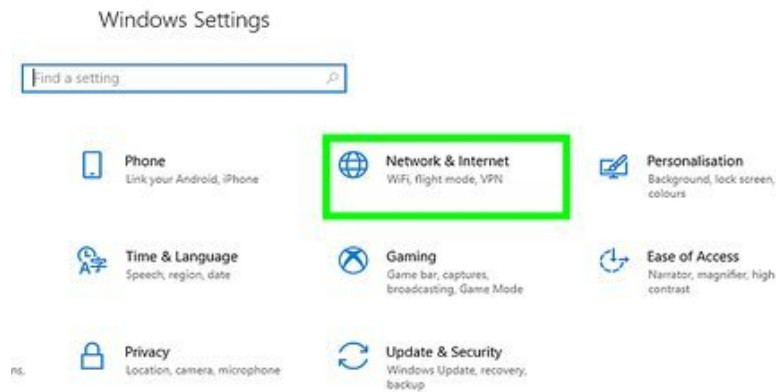 Windows Settings
Find a setting
Phone
Link your Android, iPhone
Network & Internet
WiFi, flight mode, VPN
Personalisation
Background, lock screen,
colours
Time & Language
Speech, region, date
Gaming
Game bar, captures,
broadcasting, Game Mode
Ease of Access
Narrator, magnifier, high
contrast
ns,
Privacy
Location, camera, microphone
Update & Security
Windows Update, recovery,
backup